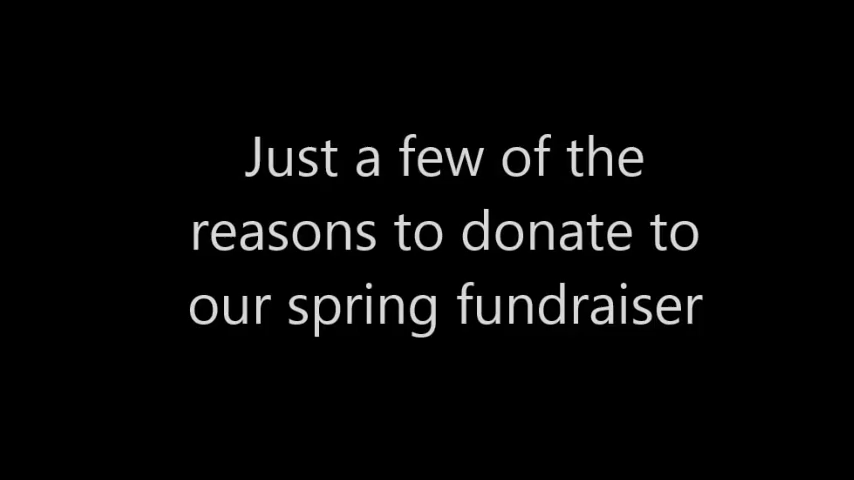 Just a few of the
reasons to donate to
our spring fundraiser